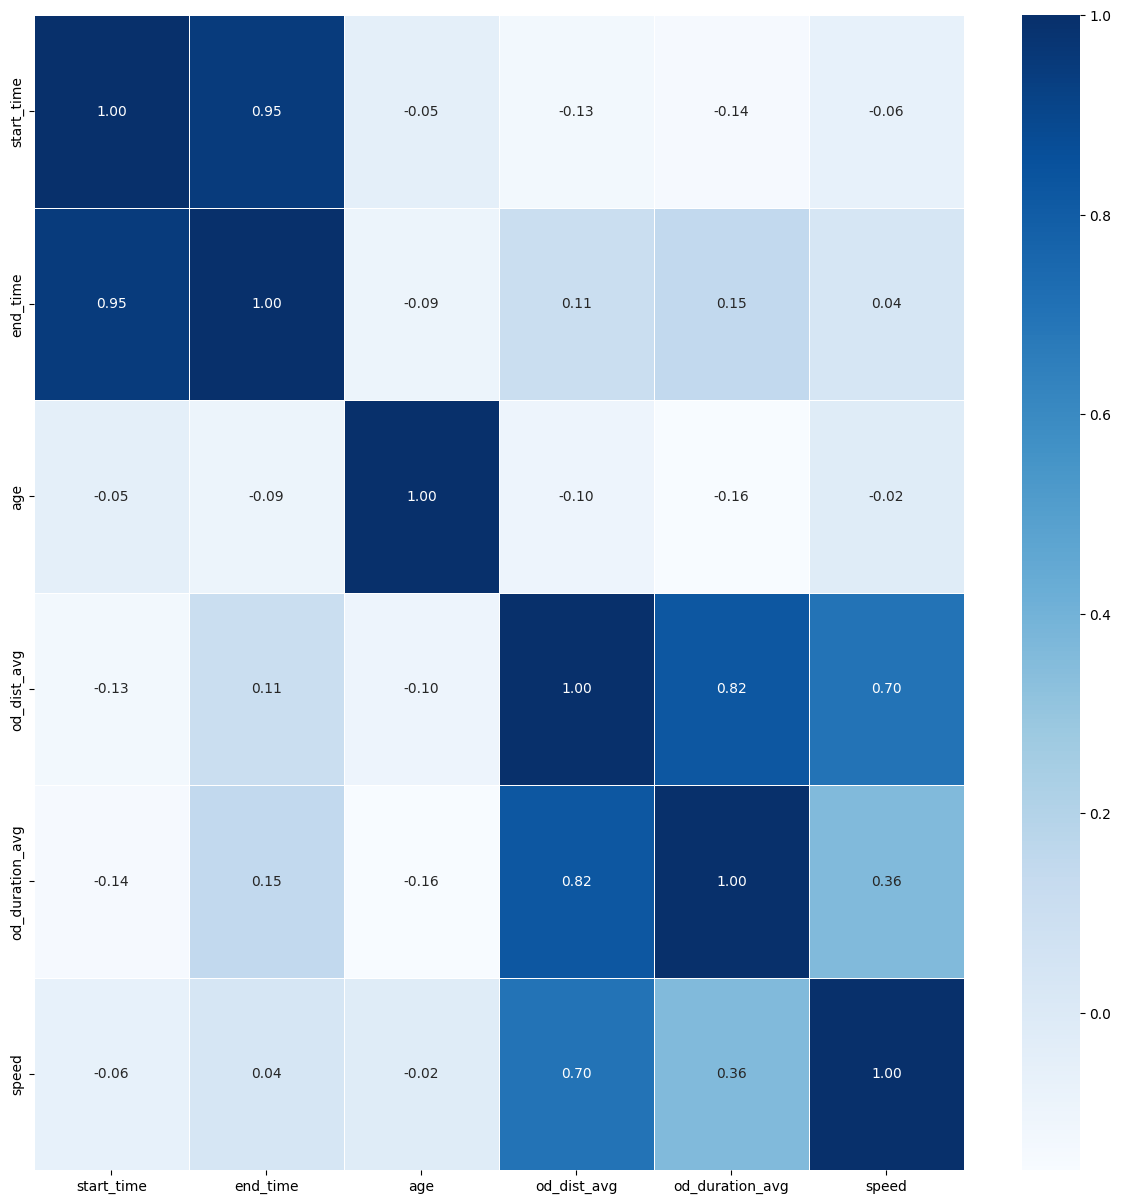 start_time 1.00 0.95 -0.05 -0.13 -0.14 -0.06
end_time 0.95 1.00 -0.09 0.11 0.15 0.04
age -0.05 -0.09 1.00 -0.10 -0.16 -0.02
od_dist_avg -0.13 0.11 -0.10 1.00 0.82 0.70
od_duration_avg -0.14 0.15 -0.16 0.82 1.00 0.36
speed -0.06 0.04 -0.02 0.70 0.36 1.00
start_time end_time age od_dist_avg od_duration_avg speed
1.0
0.8
0.6
0.4
0.2
0.0